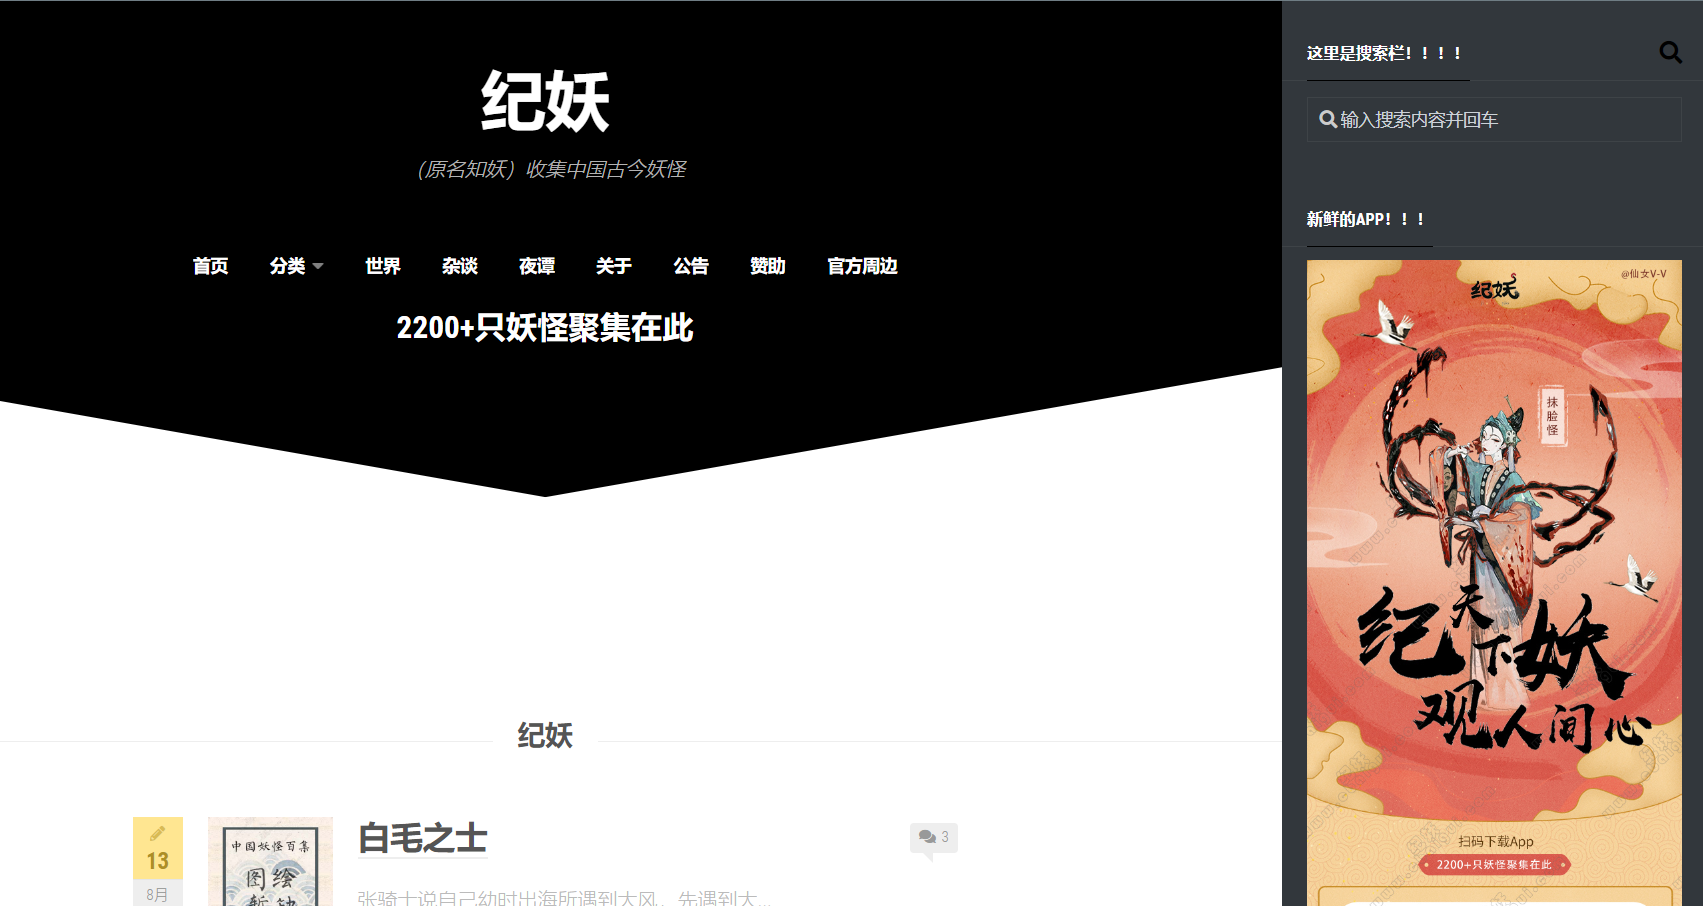 纪妖
(原名知妖）收集中国古今妖怪
首页 分类 世界 杂谈 夜谭 关于 公告 赞助 官方周边
2200+只妖怪聚集在此
纪妖
13
8月
中国妖怪百集
图绘
白毛之士
3
张骑士说自己幼时出海所遇到大风，先遇到大...
这里是搜索栏！！！！
输入搜索内容并回车
新鲜的APP！！！
@仙女V-V
纪妖
抹脸怪
纪天下妖
观人间心
扫码下载App
2200+只妖怪聚集在此